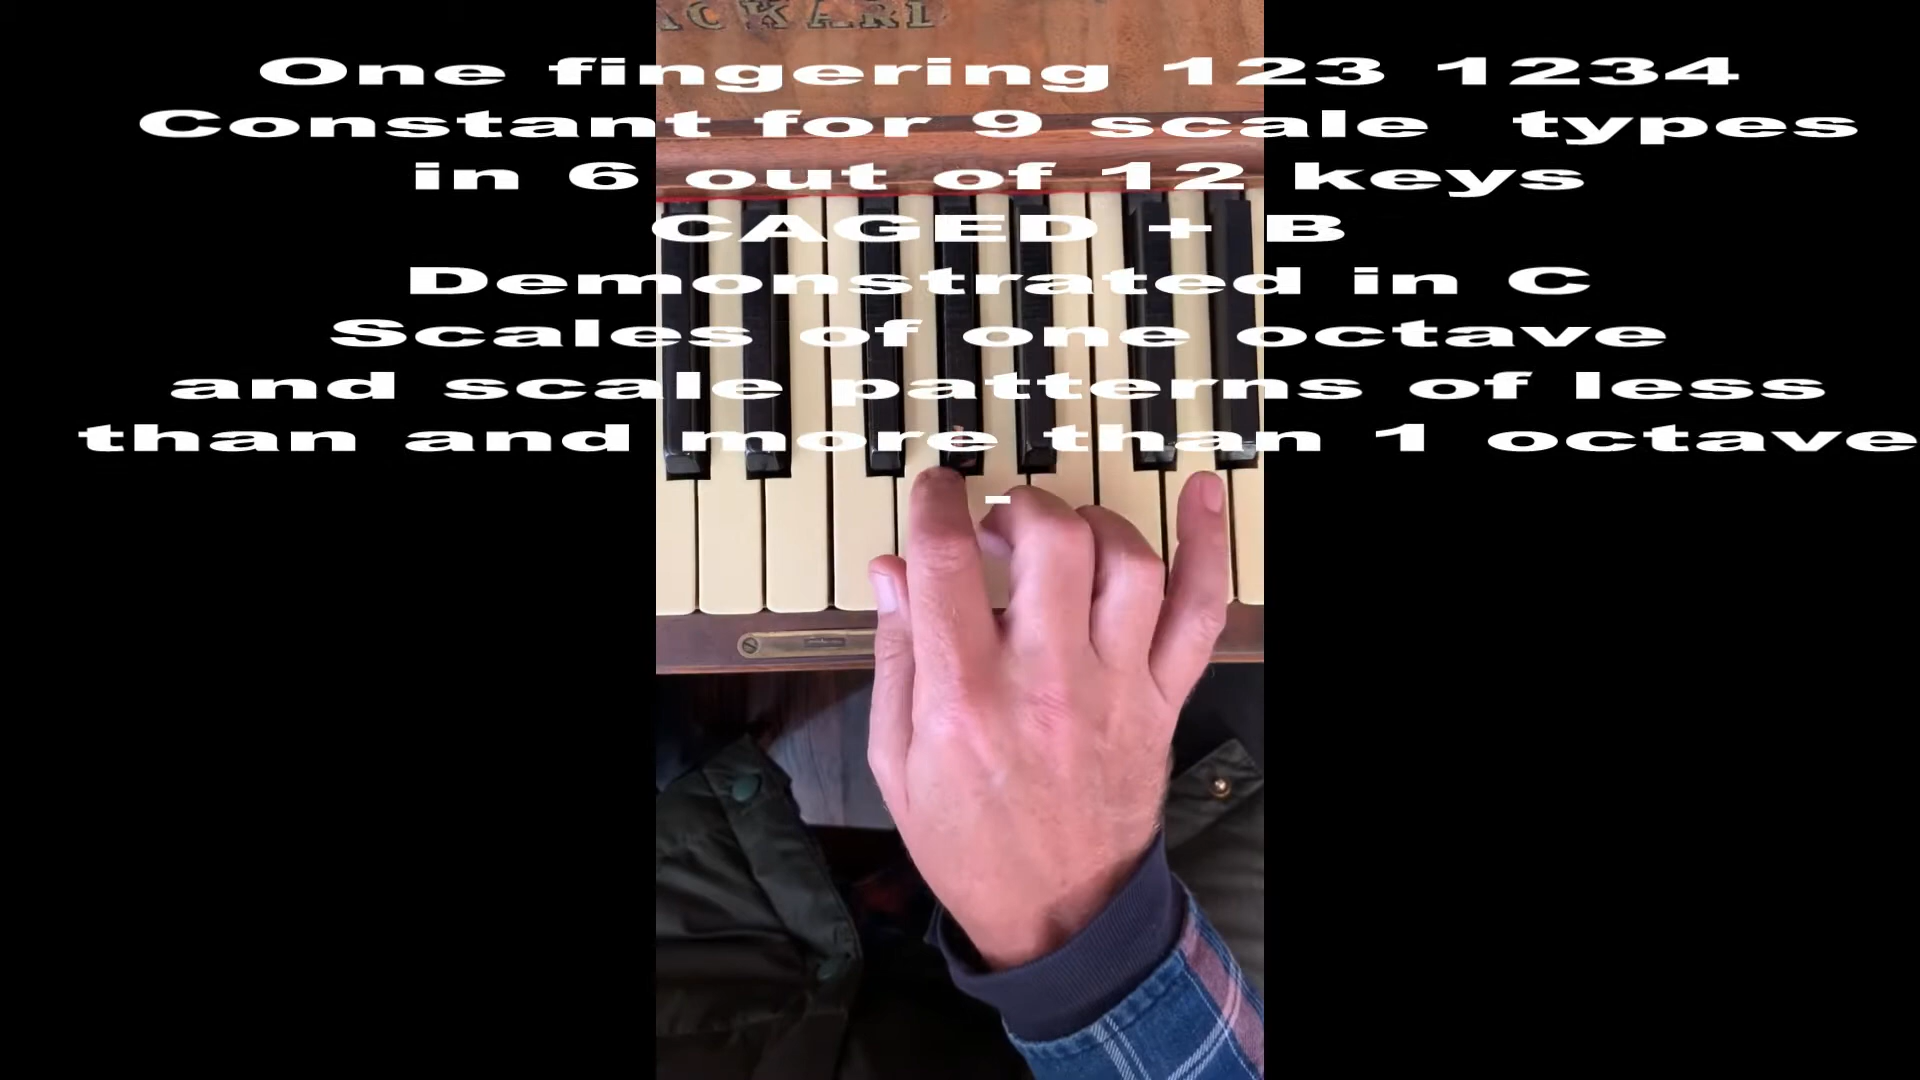 One fingering 123 1234
Constant for 9 scale types
in 6 out of 12 keys
CAGED + B
Demonstrated in C
Scales of one octave
and scale patterns of less
than and more than 1 octave
-